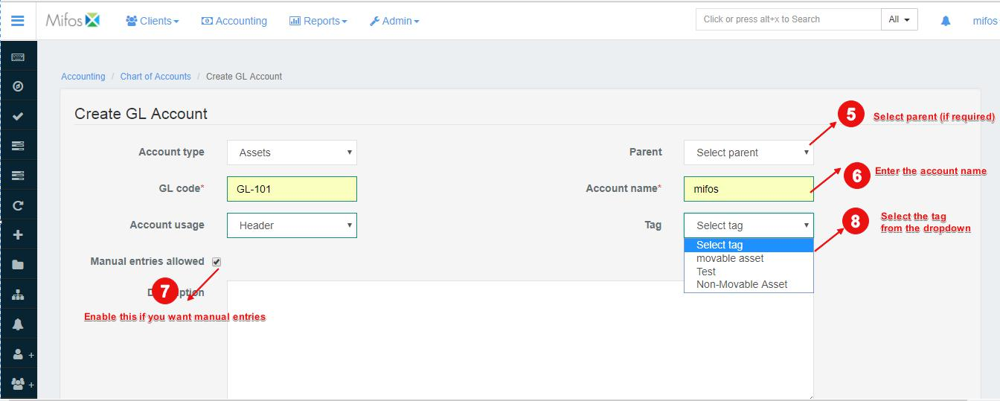 Mifos Clients Accounting Reports Admin Click or press alt+x to Search All mifos
Accounting / Chart of Accounts / Create GL Account
Create GL Account
5 Select parent (if required)
Account type Assets Parent Select parent
GL code* GL-101 Account name* mifos
6 Enter the account name
Account usage Header Tag Select tag
8 Select the tag
from the dropdown
Select tag
movable asset
Test
Non-Movable Asset
Manual entries allowed
7
Enable this if you want manual entries
+
+